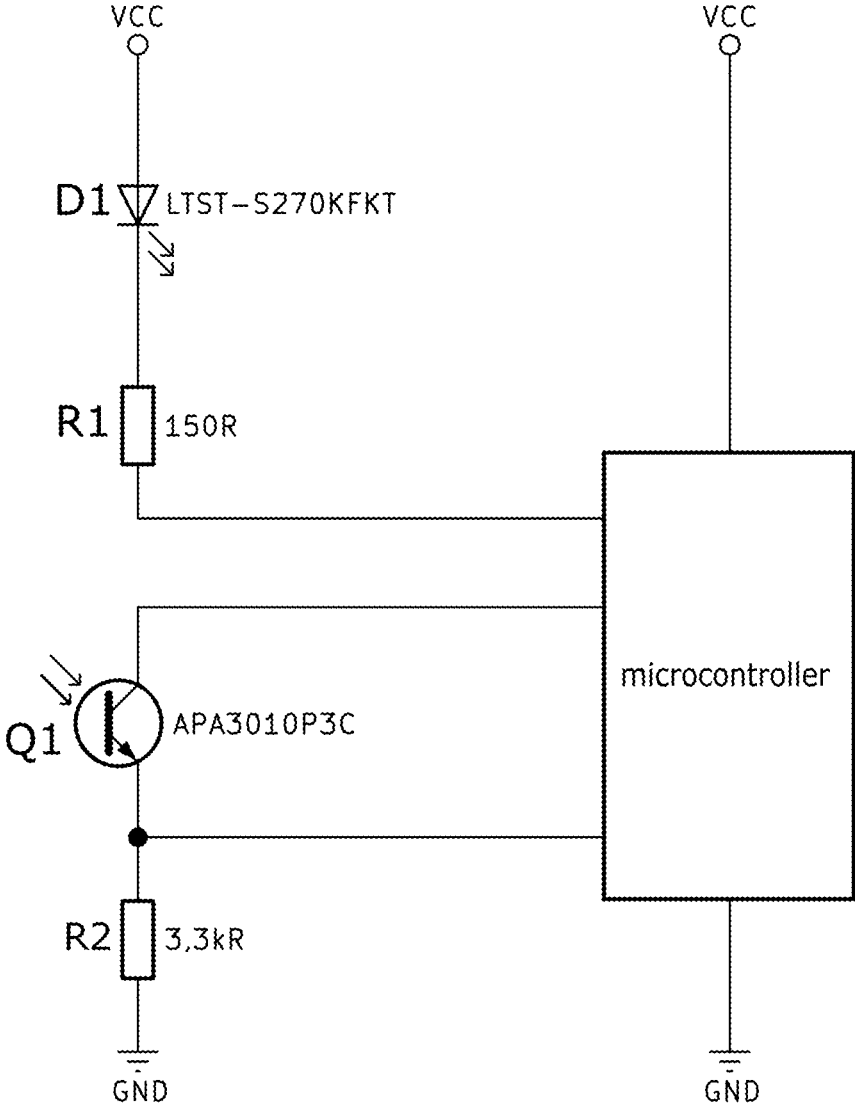 VCC
VCC
D1 LTST-S270KFKT
R1 150R
microcontroller
Q1 APA3010P3C
R2 3,3kR
GND
GND